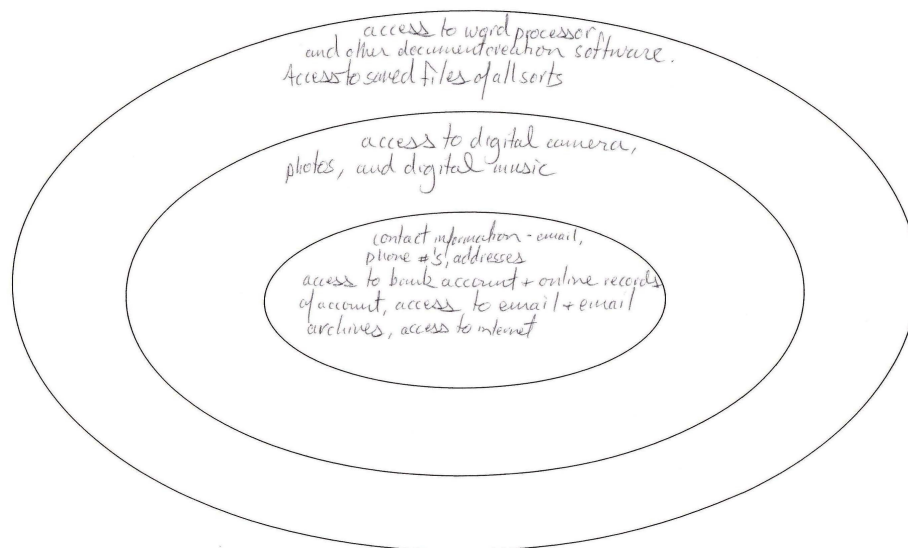 access to word processor
and other document creation software.
Access to saved files of all sorts
access to digital camera,
photos, and digital music
contact information - email,
phone #'s, addresses
access to bank account + online records
of account, access to email + email
archives, access to internet